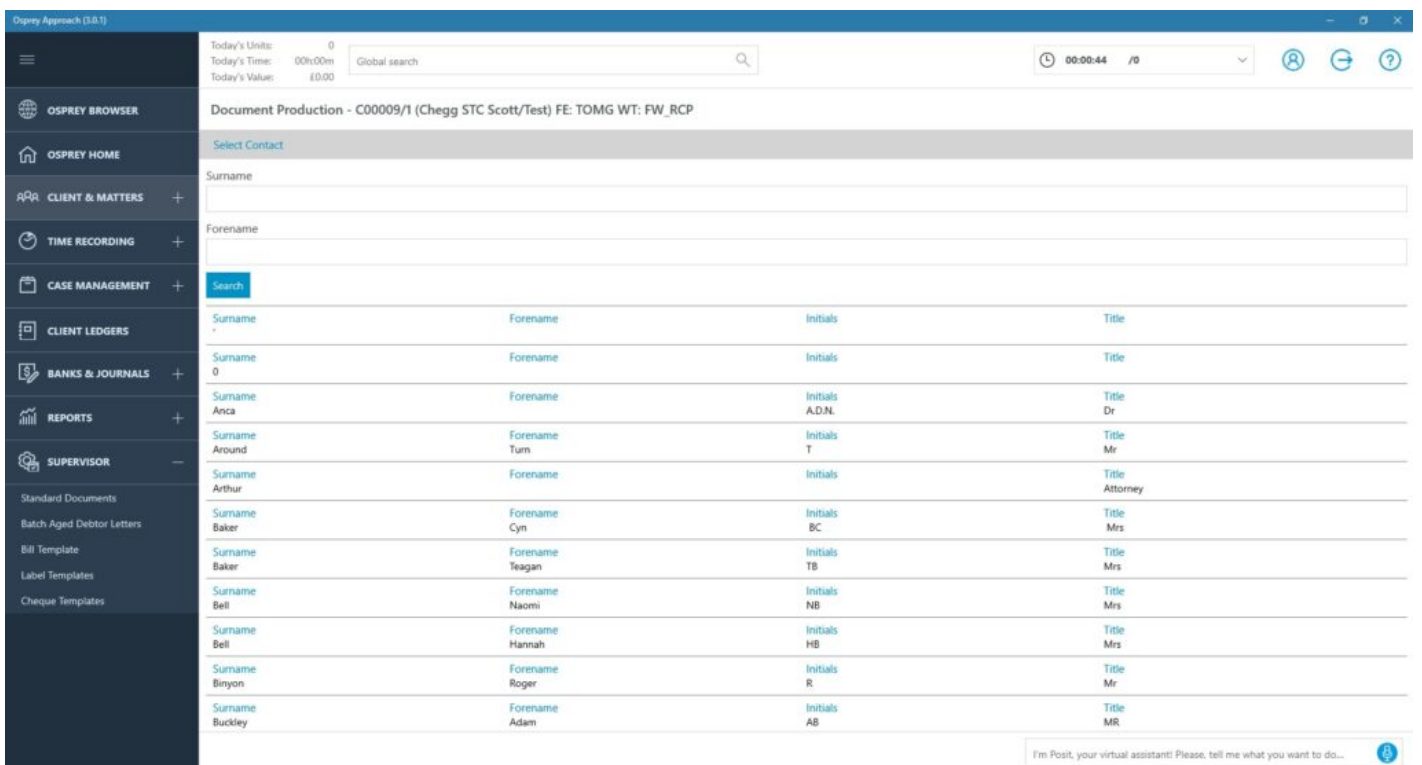 Osprey Approach (3.0.1)
Today's Units: 0
Today's Time: 00h:00m
Today's Value: £0.00
Global search
00:00:44 /0
OSPREY BROWSER
OSPREY HOME
CLIENT & MATTERS
TIME RECORDING
CASE MANAGEMENT
CLIENT LEDGERS
BANKS & JOURNALS
REPORTS
SUPERVISOR
Standard Documents
Batch Aged Debtor Letters
Bill Template
Label Templates
Cheque Templates
Document Production - C00009/1 (Chegg STC Scott/Test) FE: TOMG WT: FW_RCP
Select Contact
Surname
Forename
Search
Surname Forename Initials Title
'
Surname Forename Initials Title
0
Surname Forename Initials Title
Anca A.D.N. Dr
Surname Forename Initials Title
Around Turn T Mr
Surname Forename Initials Title
Arthur Attorney
Surname Forename Initials Title
Baker Cyn BC Mrs
Surname Forename Initials Title
Baker Teagan TB Mrs
Surname Forename Initials Title
Bell Naomi NB Mrs
Surname Forename Initials Title
Bell Hannah HB Mrs
Surname Forename Initials Title
Binyon Roger R Mr
Surname Forename Initials Title
Buckley Adam AB MR
I'm Posit, your virtual assistant! Please, tell me what you want to do...